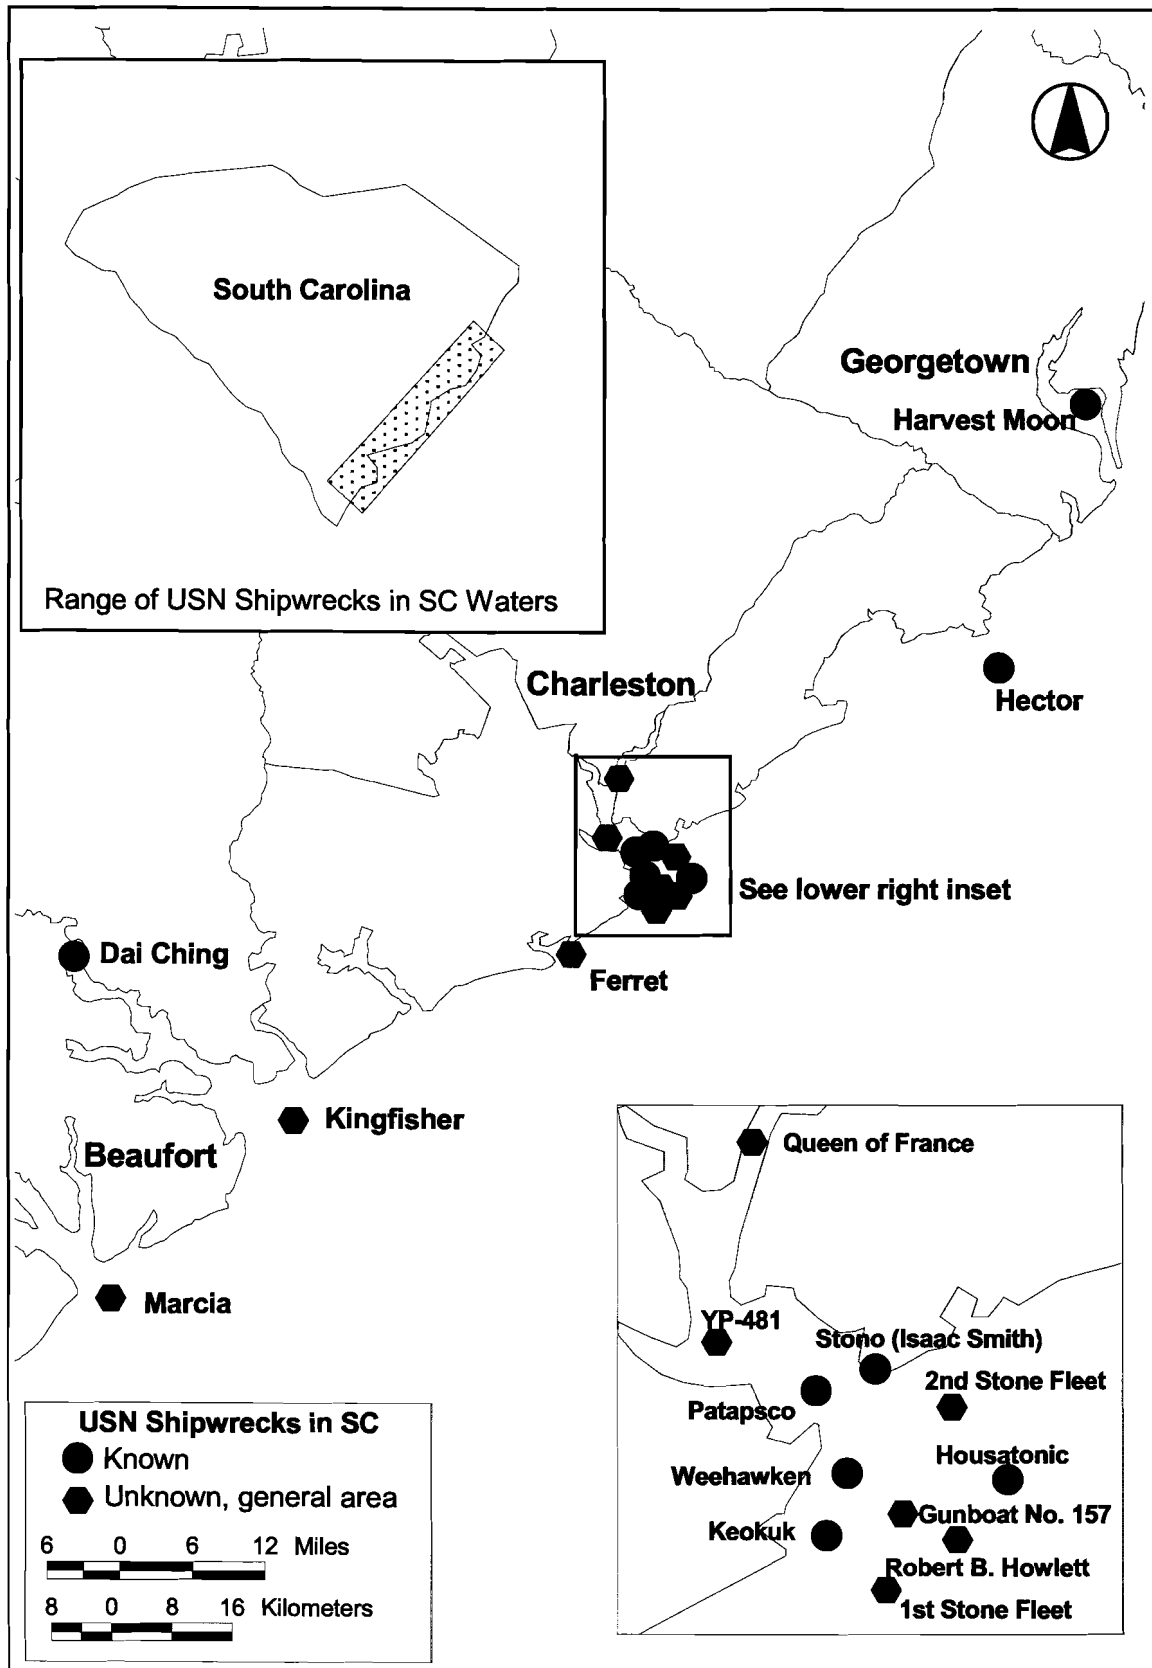 South Carolina
Range of USN Shipwrecks in SC Waters
Georgetown
Harvest Moon
Charleston
Hector
See lower right inset
Dai Ching
Ferret
Kingfisher
Beaufort
Marcia
Queen of France
YP-481
Stono (Isaac Smith)
2nd Stone Fleet
Patapsco
Housatonic
Weehawken
Gunboat No. 157
Keokuk
Robert B. Howlett
1st Stone Fleet
USN Shipwrecks in SC
Known
Unknown, general area
6 0 6 12 Miles
8 0 8 16 Kilometers